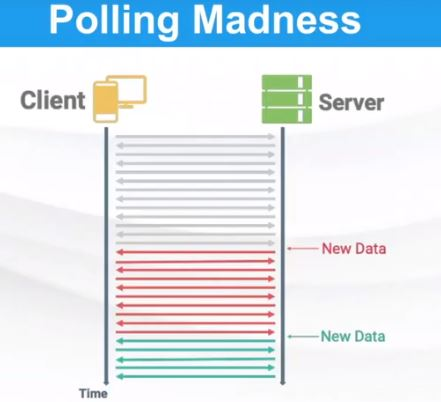 Polling Madness
Client
Server
New Data
New Data
Time